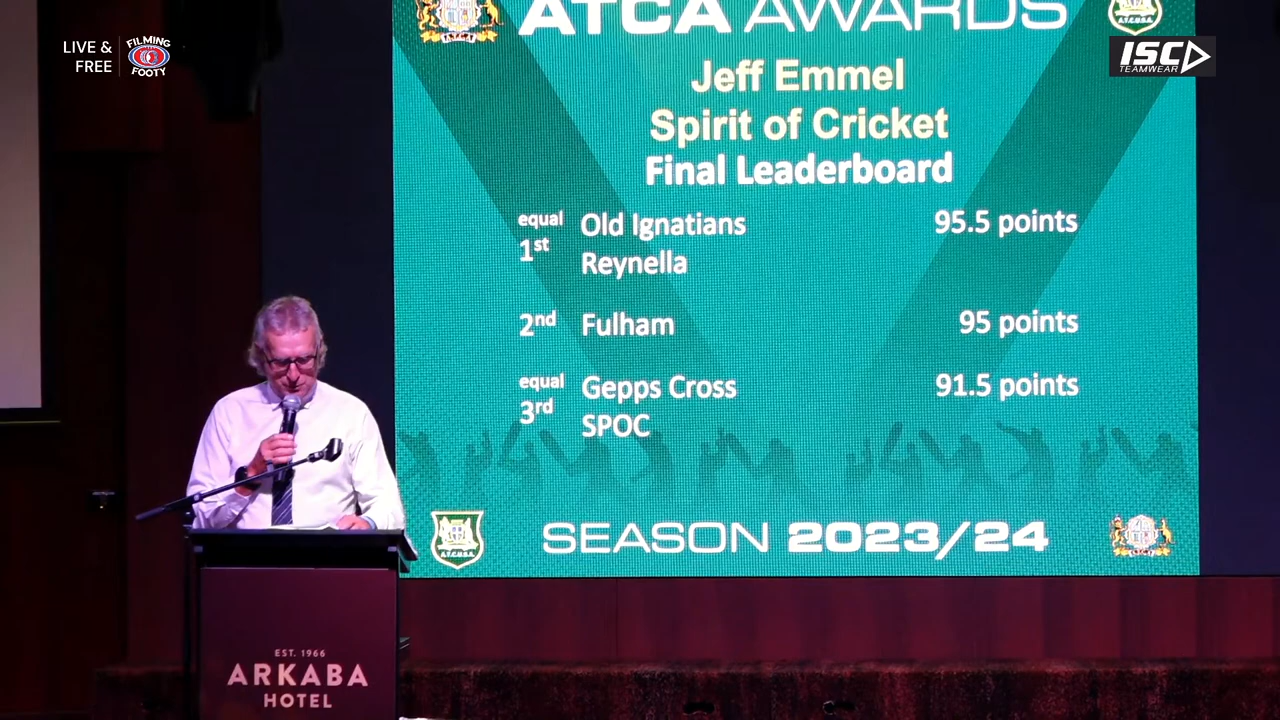 LIVE &
FREE
FILMING
FOOTY
ATCA AWARDS
A.T.C.U.S.A.
ISC
TEAMWEAR
Jeff Emmel
Spirit of Cricket
Final Leaderboard
equal
1st
Old Ignatians
95.5 points
Reynella
2nd
Fulham
95 points
equal
3rd
Gepps Cross
91.5 points
SPOC
A.T.C.U.S.A.
SEASON 2023/24
EST. 1966
ARKABA
HOTEL